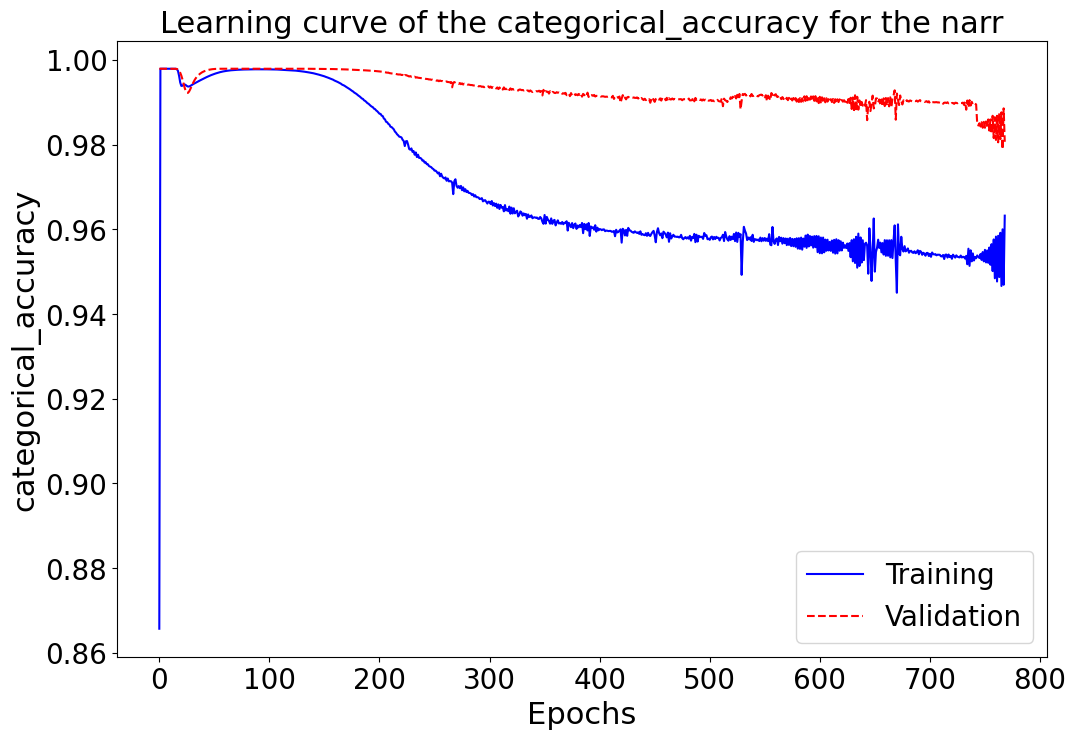 Learning curve of the categorical_accuracy for the narr
categorical_accuracy
1.00
0.98
0.96
0.94
0.92
0.90
0.88
0.86
0 100 200 300 400 500 600 700 800
Epochs
Training
Validation